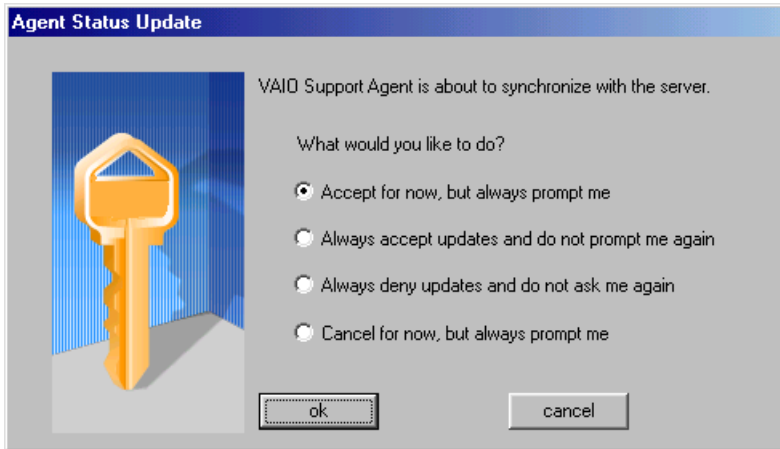 Agent Status Update
VAIO Support Agent is about to synchronize with the server.
What would you like to do?
Accept for now, but always prompt me
Always accept updates and do not prompt me again
Always deny updates and do not ask me again
Cancel for now, but always prompt me
ok
cancel